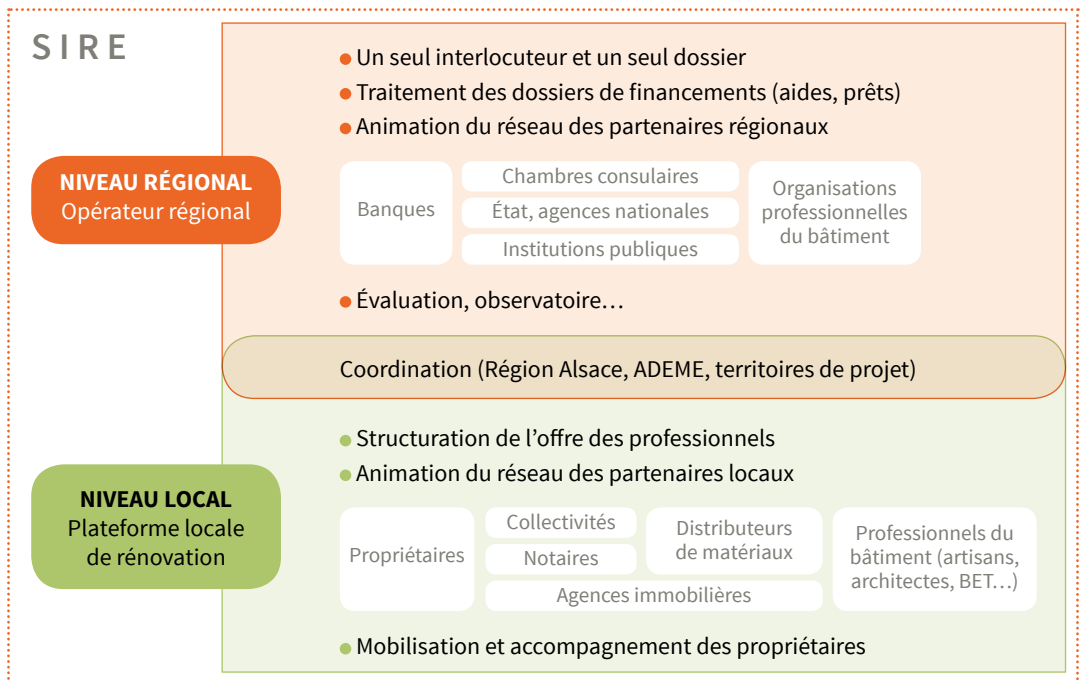 SIRE
● Un seul interlocuteur et un seul dossier
● Traitement des dossiers de financements (aides, prêts)
● Animation du réseau des partenaires régionaux
NIVEAU RÉGIONAL
Opérateur régional
Banques
Chambres consulaires
État, agences nationales
Institutions publiques
Organisations
professionnelles
du bâtiment
● Évaluation, observatoire…
Coordination (Région Alsace, ADEME, territoires de projet)
● Structuration de l’offre des professionnels
● Animation du réseau des partenaires locaux
NIVEAU LOCAL
Plateforme locale
de rénovation
Propriétaires
Collectivités
Notaires
Distributeurs
de matériaux
Agences immobilières
Professionnels du
bâtiment (artisans,
architectes, BET…)
● Mobilisation et accompagnement des propriétaires